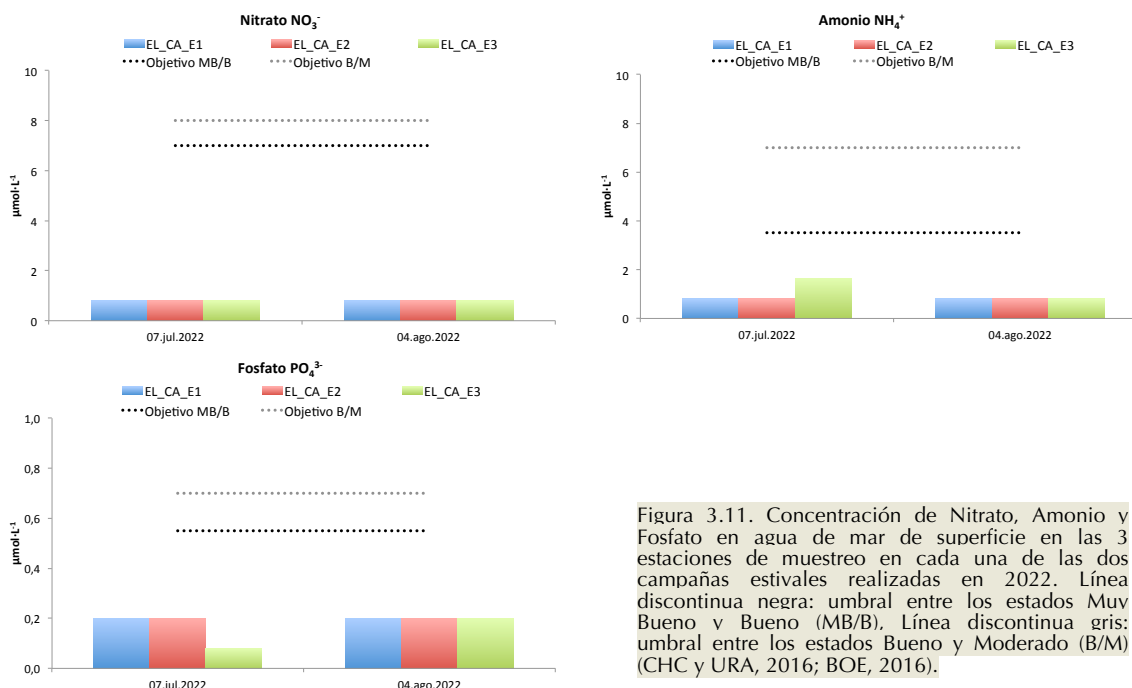 Nitrato NO₃⁻
EL_CA_E1 EL_CA_E2 EL_CA_E3
Objetivo MB/B Objetivo B/M
10
8
6
4
2
0
µmol·L⁻¹
07.jul.2022 04.ago.2022
Amonio NH₄⁺
EL_CA_E1 EL_CA_E2 EL_CA_E3
Objetivo MB/B Objetivo B/M
10
8
6
4
2
0
µmol·L⁻¹
07.jul.2022 04.ago.2022
Fosfato PO₄³⁻
EL_CA_E1 EL_CA_E2 EL_CA_E3
Objetivo MB/B Objetivo B/M
1,0
0,8
0,6
0,4
0,2
0,0
µmol·L⁻¹
07.jul.2022 04.ago.2022
Figura 3.11. Concentración de Nitrato, Amonio y
Fosfato en agua de mar de superficie en las 3
estaciones de muestreo en cada una de las dos
campañas estivales realizadas en 2022. Línea
discontinua negra: umbral entre los estados Muy
Bueno y Bueno (MB/B), Línea discontinua gris:
umbral entre los estados Bueno y Moderado (B/M)
(CHC y URA, 2016; BOE, 2016).